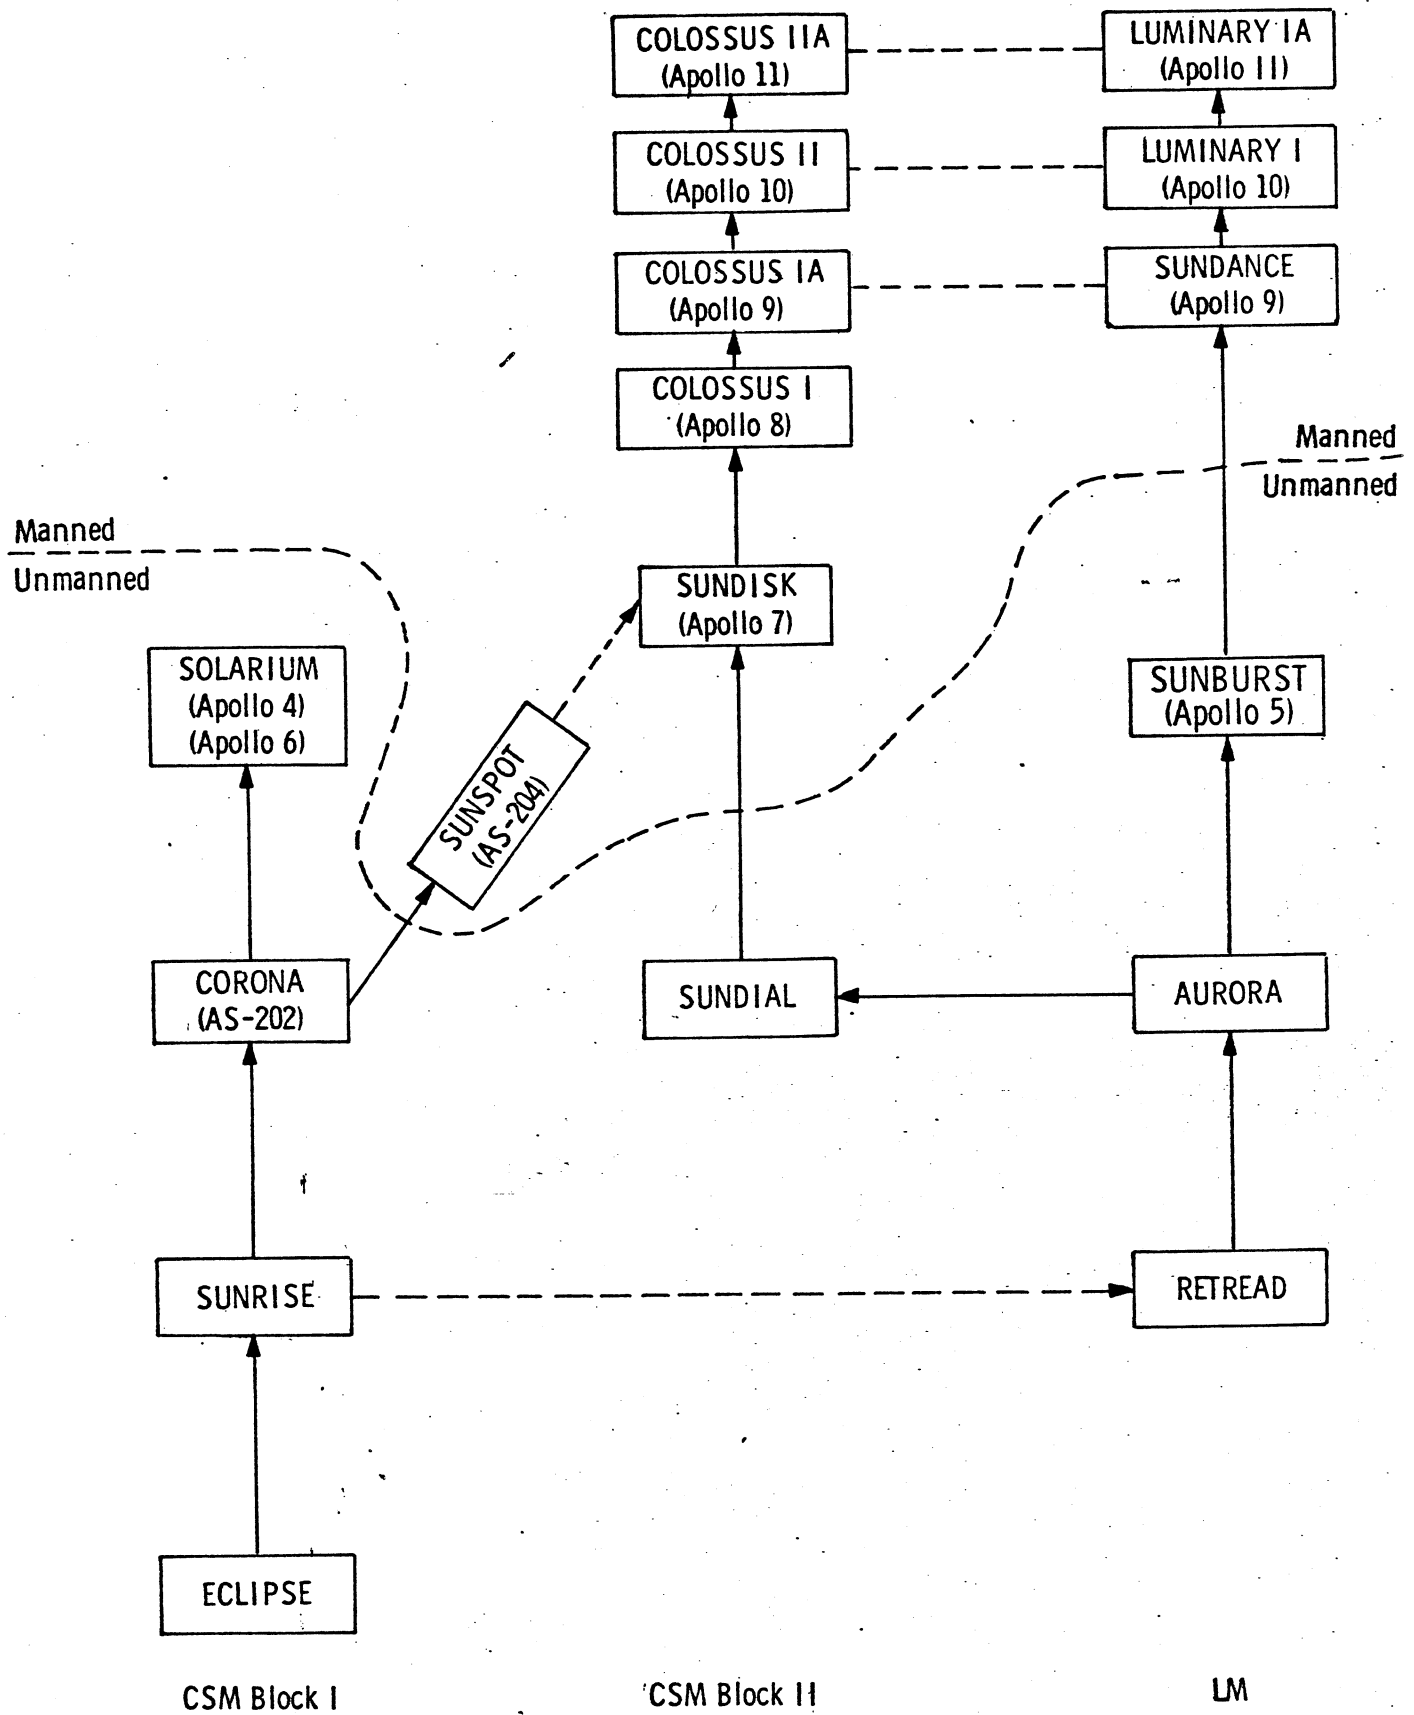 COLOSSUS IIA
(Apollo 11)
LUMINARY IA
(Apollo 11)
COLOSSUS II
(Apollo 10)
LUMINARY I
(Apollo 10)
COLOSSUS IA
(Apollo 9)
SUNDANCE
(Apollo 9)
COLOSSUS I
(Apollo 8)
Manned
Unmanned
Manned
Unmanned
SUNDISK
(Apollo 7)
SOLARIUM
(Apollo 4)
(Apollo 6)
SUNBURST
(Apollo 5)
SUNSPOT
(AS-204)
CORONA
(AS-202)
SUNDIAL
AURORA
SUNRISE
RETREAD
ECLIPSE
CSM Block I
CSM Block II
LM